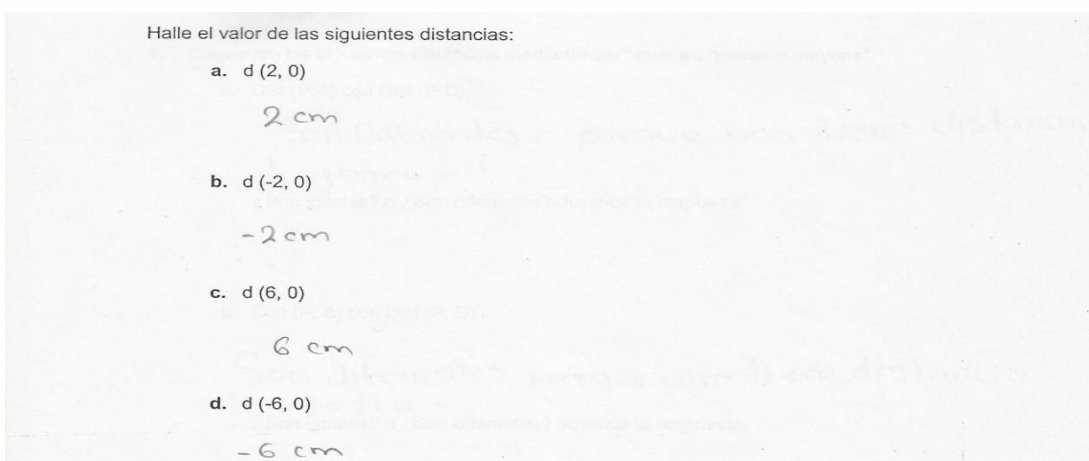 Halle el valor de las siguientes distancias:
a. d (2, 0)
2 cm
b. d (-2, 0)
-2 cm
c. d (6, 0)
6 cm
d. d (-6, 0)
-6 cm